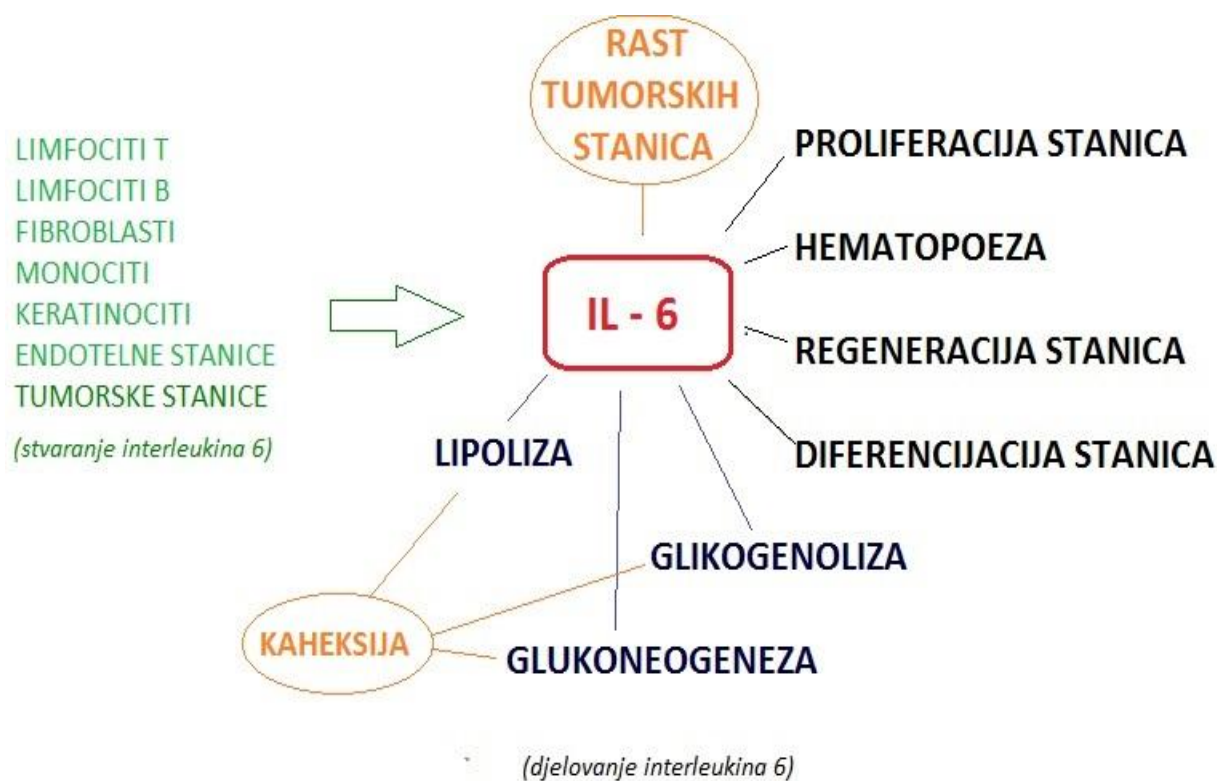 RAST
TUMORSKIH
STANICA
LIMFOCITI T
LIMFOCITI B
FIBROBLASTI
MONOCITI
KERATINOCITI
ENDOTELNE STANICE
TUMORSKE STANICE
(stvaranje interleukina 6)
IL - 6
PROLIFERACIJA STANICA
HEMATOPOEZA
REGENERACIJA STANICA
DIFERENCIJACIJA STANICA
LIPOLIZA
GLIKOGENOLIZA
KAHEKSIJA
GLUKONEOGENEZA
(djelovanje interleukina 6)